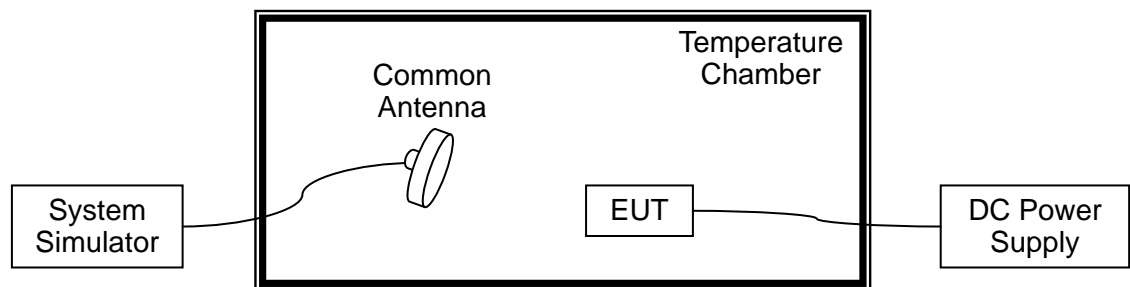 Temperature
Chamber
Common
Antenna
System
Simulator
EUT
DC Power
Supply